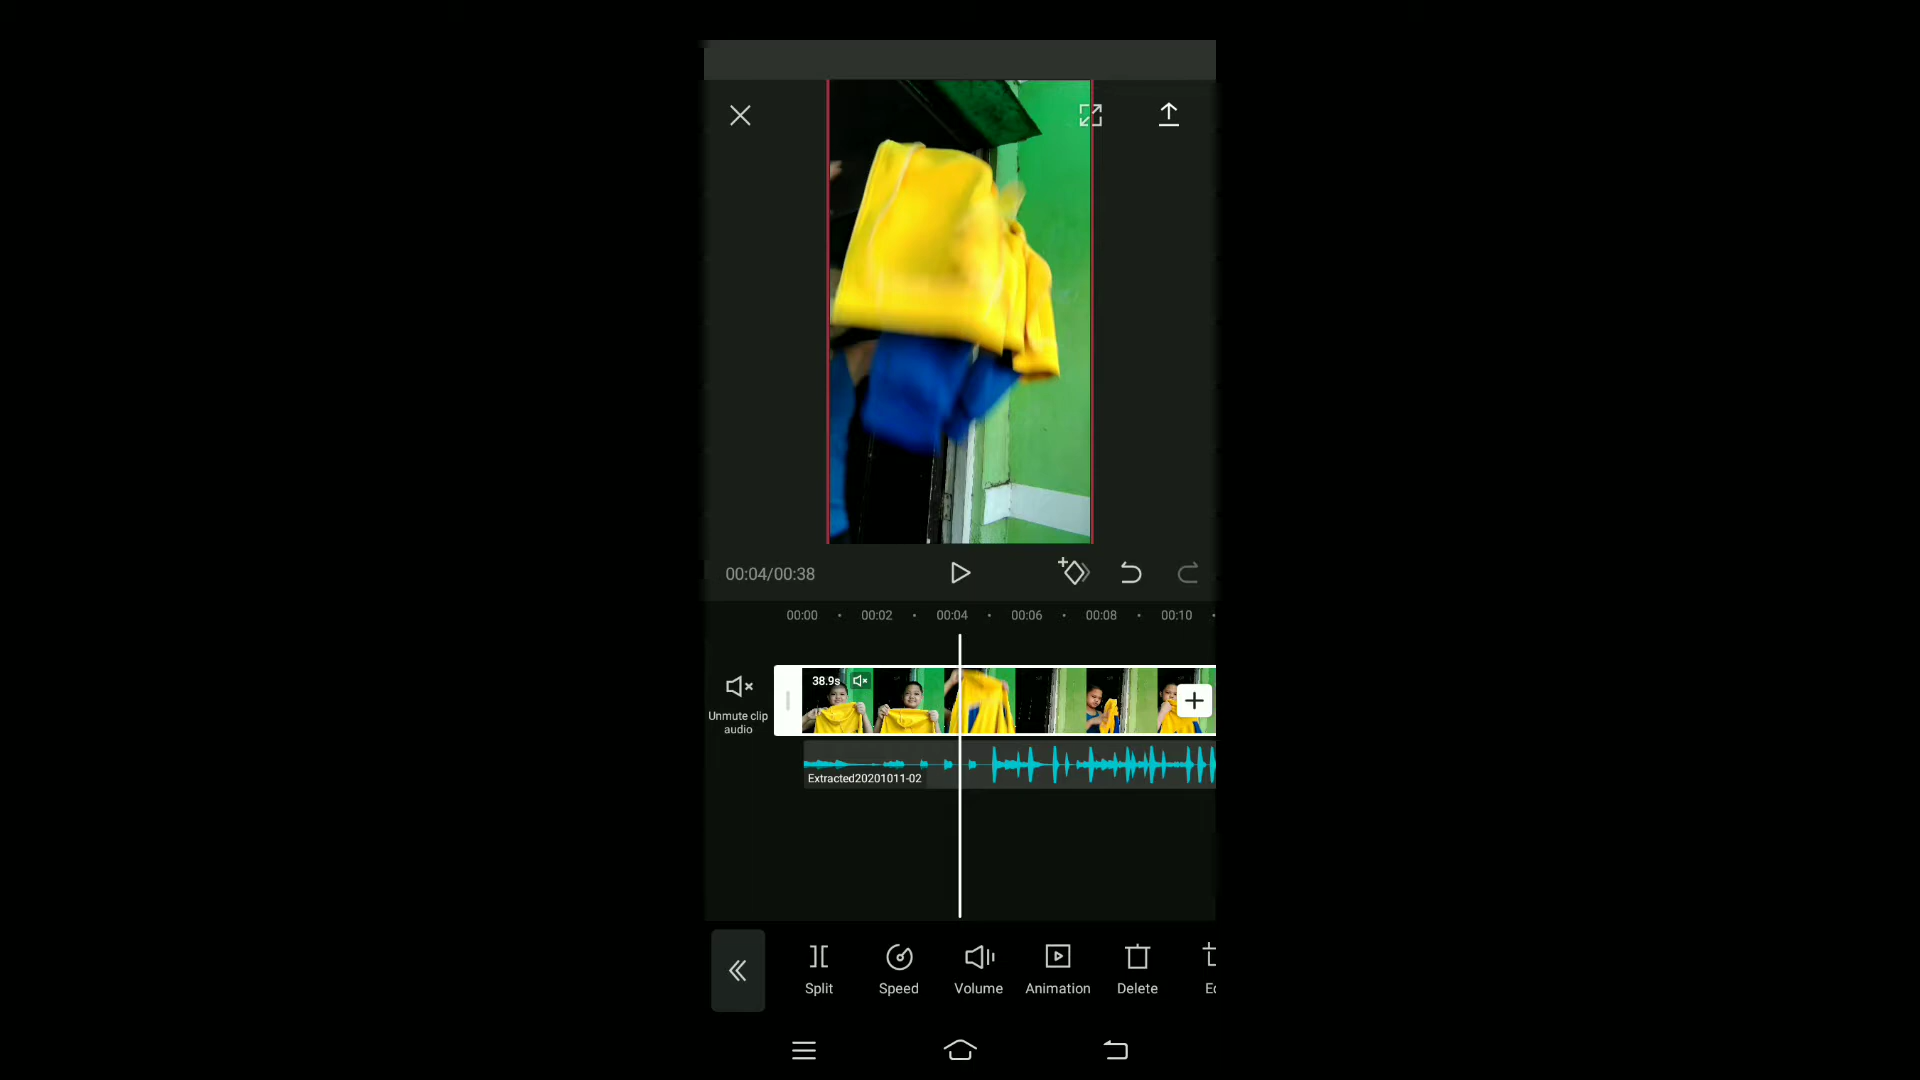 00:04/00:38
00:00 00:02 00:04 00:06 00:08 00:10
38.9s
Unmute clip
audio
Extracted20201011-02
Split Speed Volume Animation Delete